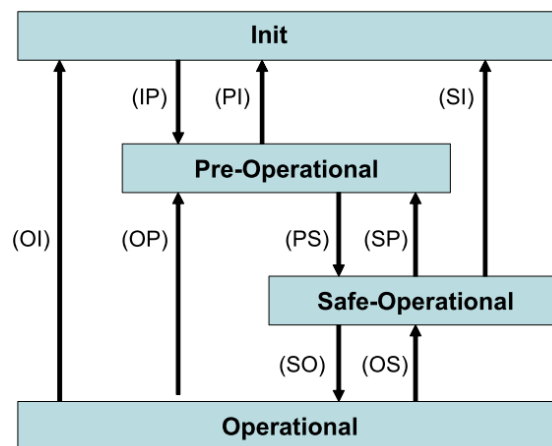 Init
(IP)
(PI)
(SI)
Pre-Operational
(OI)
(OP)
(PS)
(SP)
Safe-Operational
(SO)
(OS)
Operational